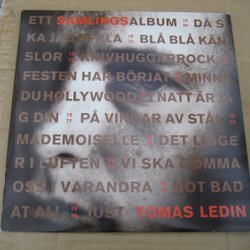 ETT SAMLINGSALBUM DÅ S
KA JAG SPELA BLÅ BLÅ KÄN
SLOR KNIVHUGGARROCK
FESTEN HAR BÖRJAT MINNS
DU HOLLYWOOD I NATT ÄR JA
G DIN PÅ VINGAR AV STÅL
MADEMOISELLE DET LIGGE
R I LUFTEN VI SKA GÖMMA
OSS I VARANDRA NOT BAD
AT ALL JUST TOMAS LEDIN